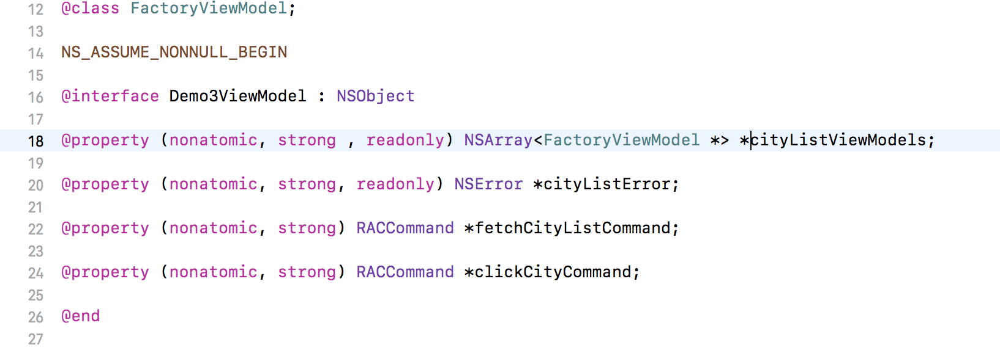 12 @class FactoryViewModel;
13
14 NS_ASSUME_NONNULL_BEGIN
15
16 @interface Demo3ViewModel : NSObject
17
18 @property (nonatomic, strong , readonly) NSArray<FactoryViewModel *> *cityListViewModels;
19
20 @property (nonatomic, strong, readonly) NSError *cityListError;
21
22 @property (nonatomic, strong) RACCommand *fetchCityListCommand;
23
24 @property (nonatomic, strong) RACCommand *clickCityCommand;
25
26 @end
27